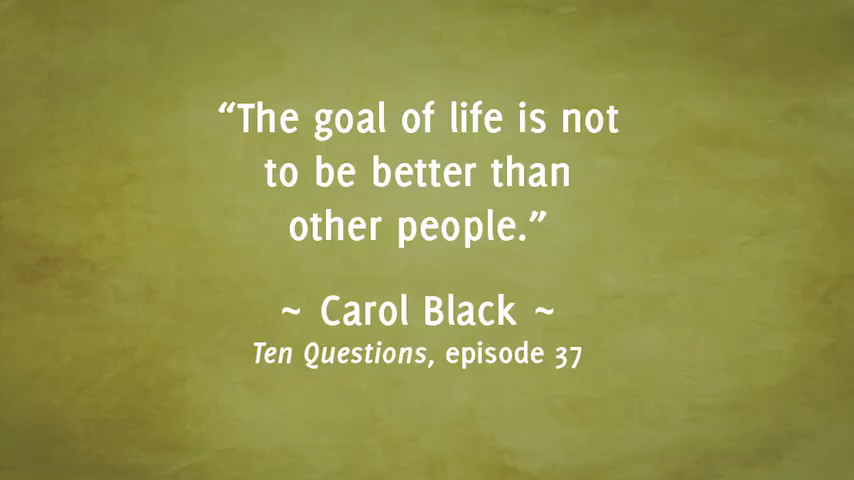 “The goal of life is not
to be better than
other people.”
~ Carol Black ~
Ten Questions, episode 37